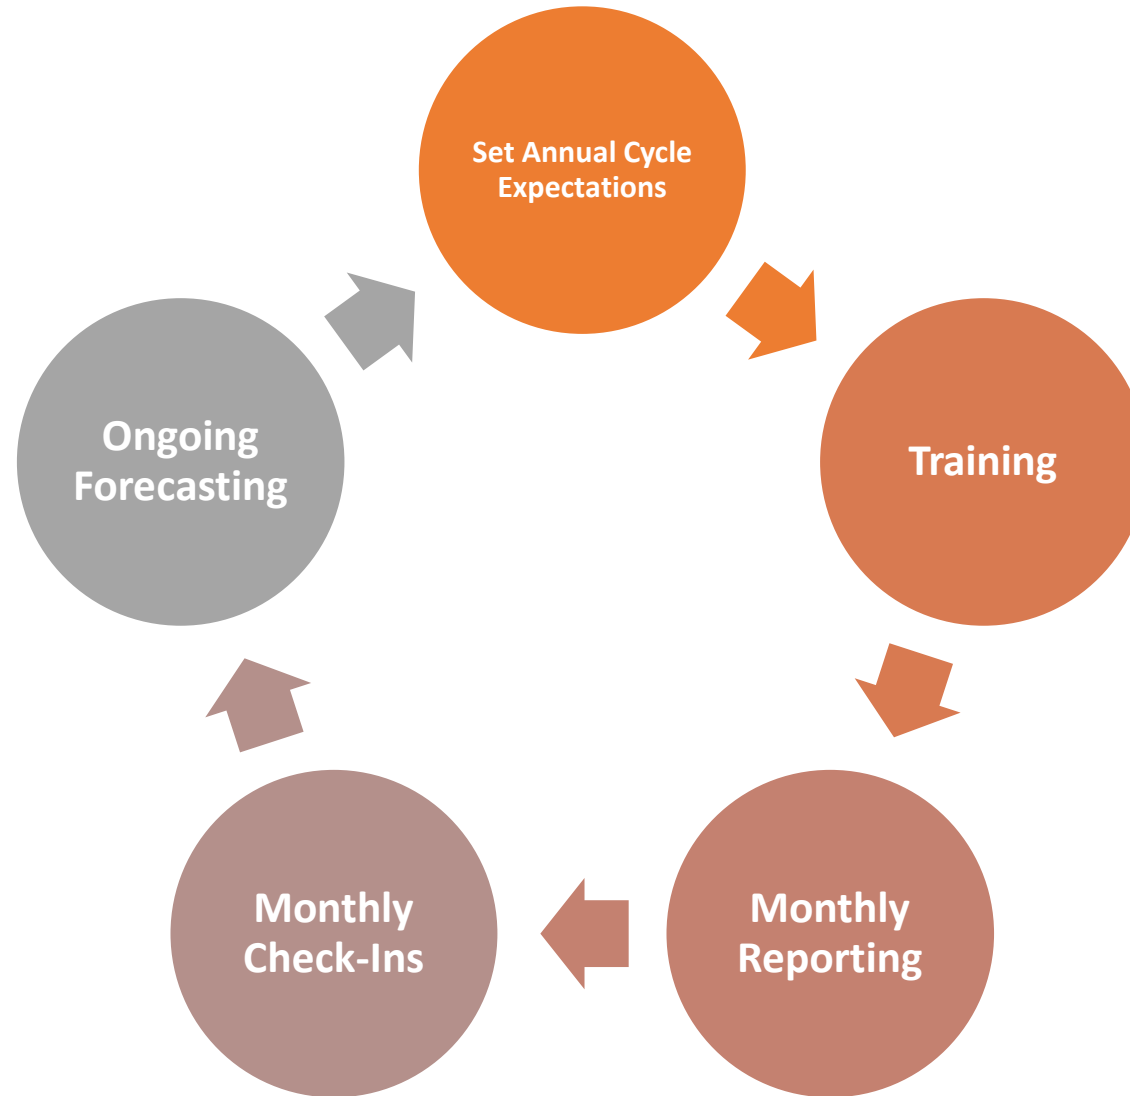 Set Annual Cycle
Expectations
Training
Monthly
Reporting
Monthly
Check-Ins
Ongoing
Forecasting